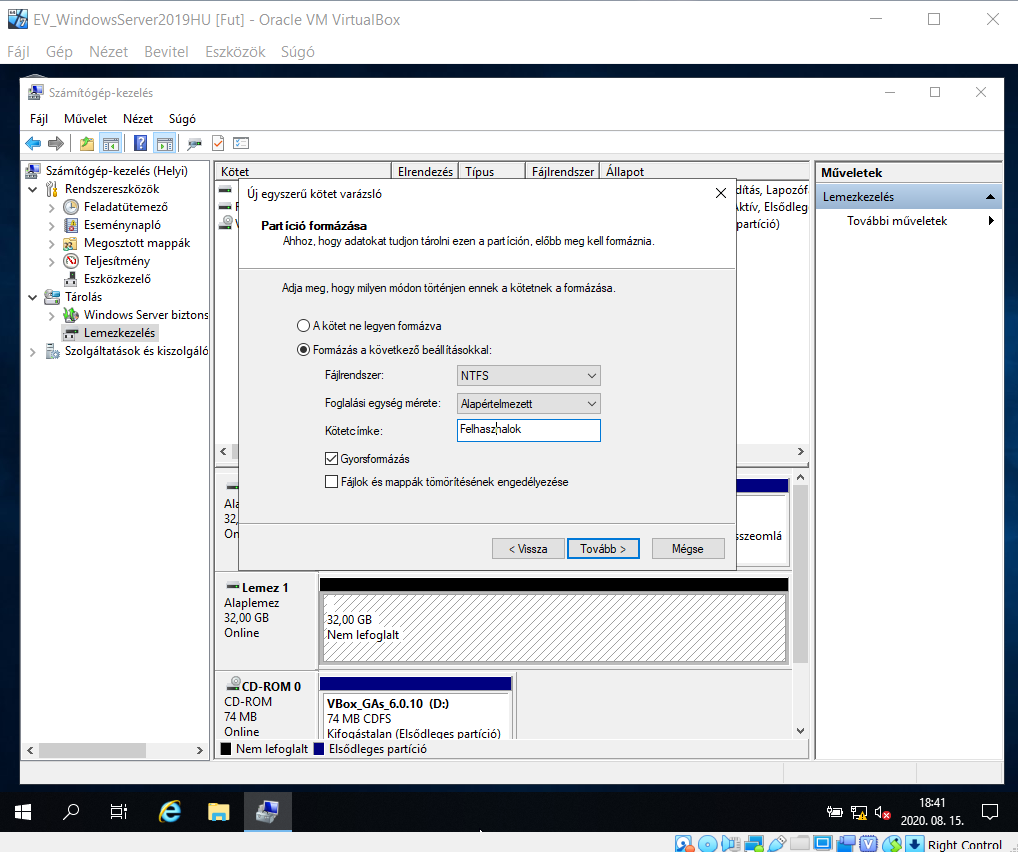 EV_WindowsServer2019HU [Fut] - Oracle VM VirtualBox
Fájl Gép Nézet Bevitel Eszközök Súgó
Számítógép-kezelés
Fájl Művelet Nézet Súgó
Számítógép-kezelés (Helyi)
Rendszereszközök
Feladatütemező
Eseménynapló
Megosztott mappák
Teljesítmény
Eszközkezelő
Tárolás
Windows Server biztons
Lemezkezelés
Szolgáltatások és kiszolgáló
Kötet Elrendezés Típus Fájlrendszer Állapot
dítás, Lapozófá
ktív, Elsődlege
partíció)
Új egyszerű kötet varázsló
Partíció formázása
Ahhoz, hogy adatokat tudjon tárolni ezen a partíción, előbb meg kell formáznia.
Adja meg, hogy milyen módon történjen ennek a kötetnek a formázása.
A kötet ne legyen formázva
Formázás a következő beállításokkal:
Fájlrendszer: NTFS
Foglalási egység mérete: Alapértelmezett
Kötetcímke: Felhasznalok
Gyorsformázás
Fájlok és mappák tömörítésének engedélyezése
< Vissza Tovább > Mégse
Ala
32,
On
sszeomlá
Lemez 1
Alaplemez
32,00 GB
Online
32,00 GB
Nem lefoglalt
CD-ROM 0
CD-ROM
74 MB
Online
VBox_GAs_6.0.10 (D:)
74 MB CDFS
Kifogástalan (Elsődleges partíció)
Nem lefoglalt Elsődleges partíció
Műveletek
Lemezkezelés
További műveletek
18:41
2020. 08. 15.
Right Control